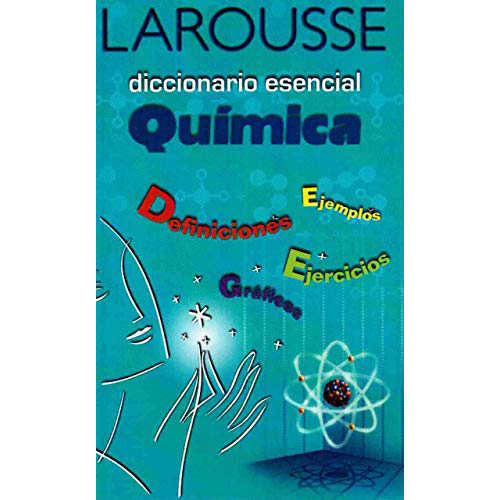 LAROUSSE
diccionario esencial
Química
Definiciones
Ejemplos
Ejercicios
Gráficos